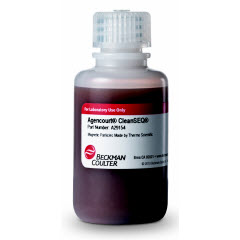 For Laboratory Use Only
Agencourt® CleanSEQ®
Part Number: A29154
Magnetic Particles Made by Thermo Scientific
BECKMAN
COULTER